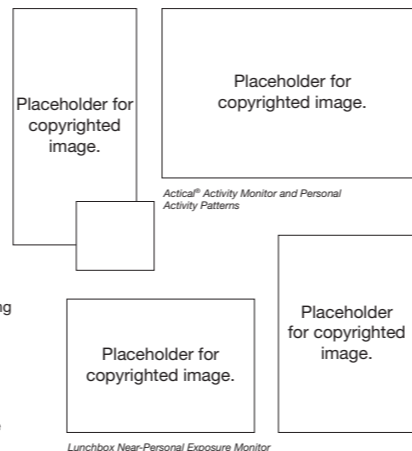 Placeholder for
copyrighted
image.
Placeholder for
copyrighted image.
Actical® Activity Monitor and Personal
Activity Patterns
Placeholder
for copyrighted
image.
Placeholder for
copyrighted image.
Lunchbox Near-Personal Exposure Monitor